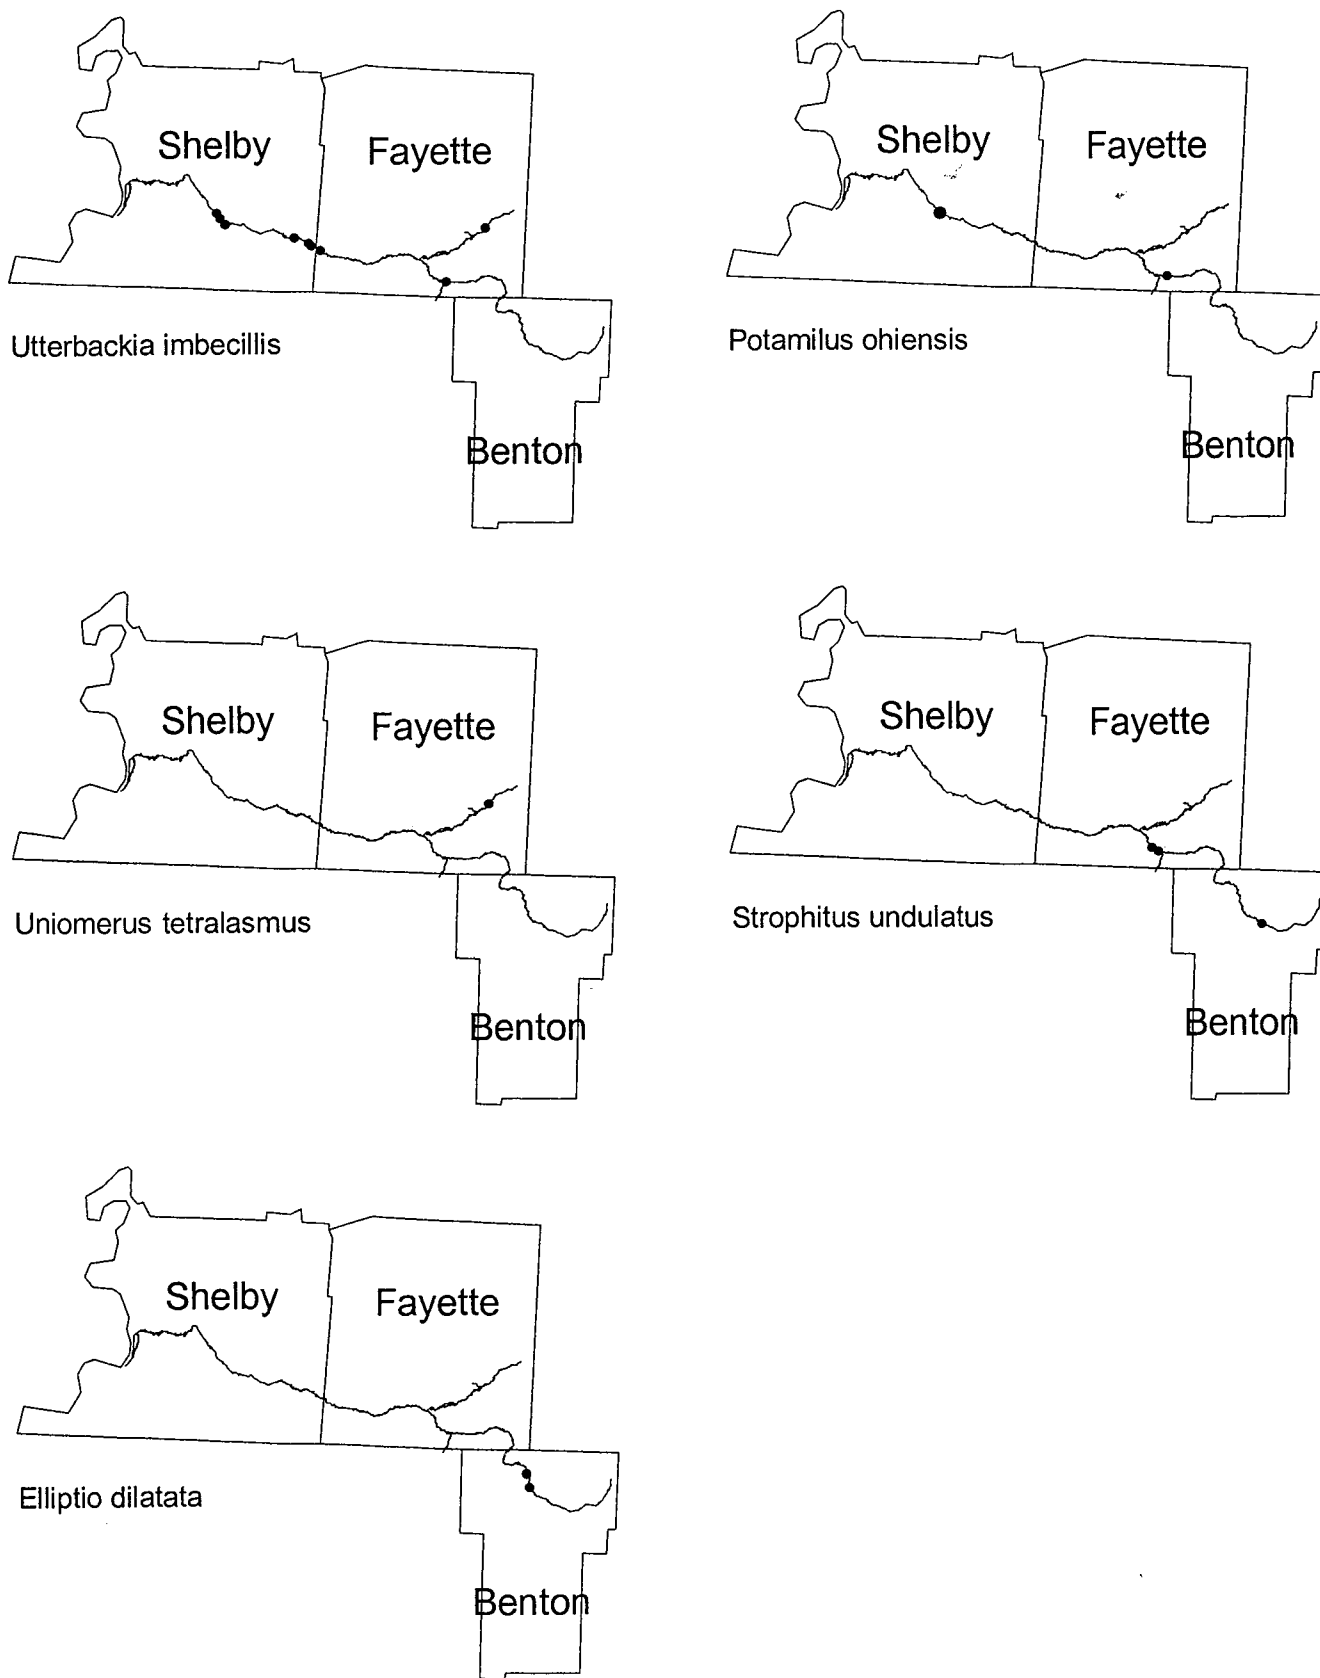 Shelby
Fayette
Benton
Utterbackia imbecillis
Shelby
Fayette
Benton
Potamilus ohiensis
Shelby
Fayette
Benton
Uniomerus tetralasmus
Shelby
Fayette
Benton
Strophitus undulatus
Shelby
Fayette
Benton
Elliptio dilatata